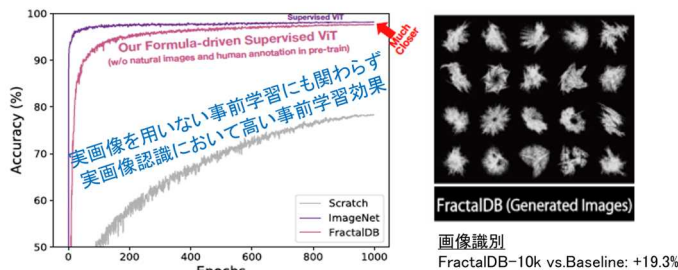 Supervised ViT
Our Formula-driven Supervised ViT
(w/o natural images and human annotation in pre-train)
Much
Closer
実画像を用いない事前学習にも関わらず
実画像認識において高い事前学習効果
Accuracy (%)
100
90
80
70
60
50
0
200
400
600
800
1000
Epochs
Scratch
ImageNet
FractalDB
FractalDB (Generated Images)
画像識別
FractalDB-10k vs.Baseline: +19.3%